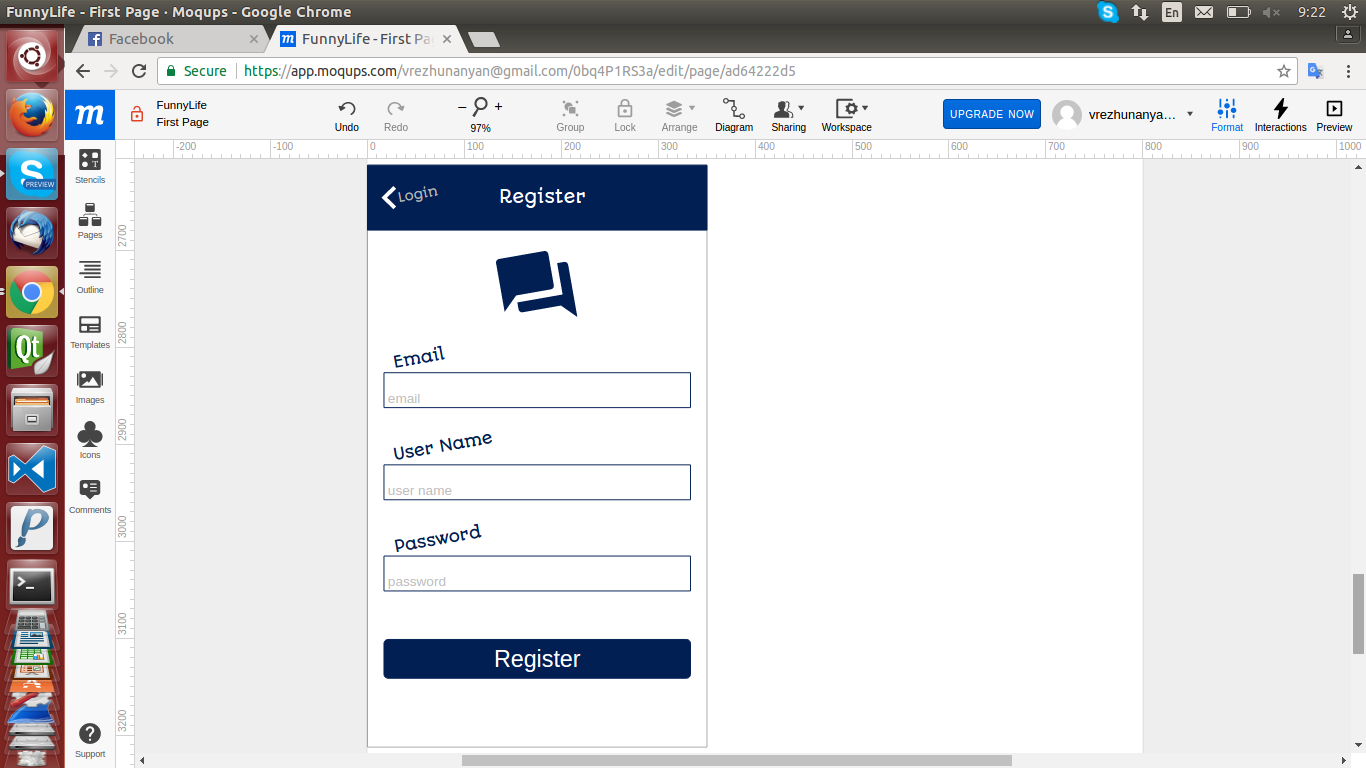 FunnyLife - First Page · Moqups - Google Chrome
En
9:22
Facebook
FunnyLife - First Pa
Secure
https://app.moqups.com/vrezhunanyan@gmail.com/0bq4P1RS3a/edit/page/ad64222d5
m
FunnyLife
First Page
Undo
Redo
97%
Group
Lock
Arrange
Diagram
Sharing
Workspace
UPGRADE NOW
vrezhunanya...
Format
Interactions
Preview
-200
-100
0
100
200
300
400
500
600
700
800
900
1000
Stencils
Pages
Outline
Templates
Images
Icons
Comments
Support
2700
2800
2900
3000
3100
3200
S
PREVIEW
Qt
Login
Register
Email
email
User Name
user name
Password
password
Register